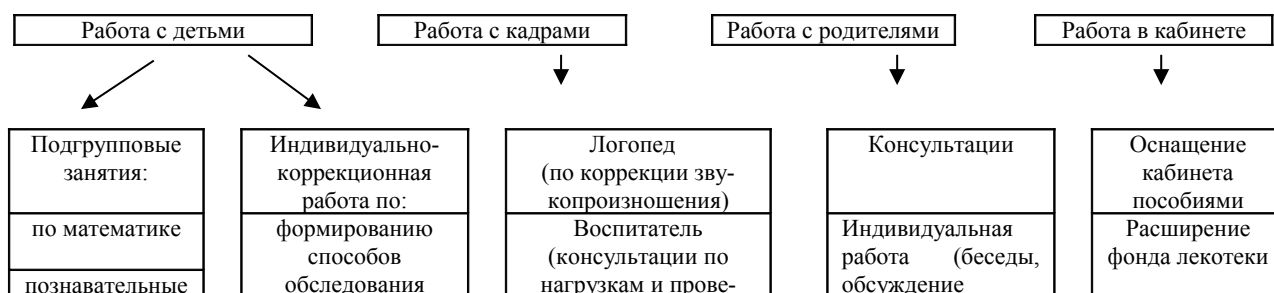 Работа с детьми
Работа с кадрами
Работа с родителями
Работа в кабинете
Подгрупповые
занятия:
по математике
познавательные
Индивидуально-
коррекционная
работа по:
формированию
способов
обследования
Логопед
(по коррекции зву-
копроизношения)
Воспитатель
(консультации по
нагрузкам и прове-
Консультации
Индивидуальная
работа (беседы,
обсуждение
Оснащение
кабинета
пособиями
Расширение
фонда лекотеки